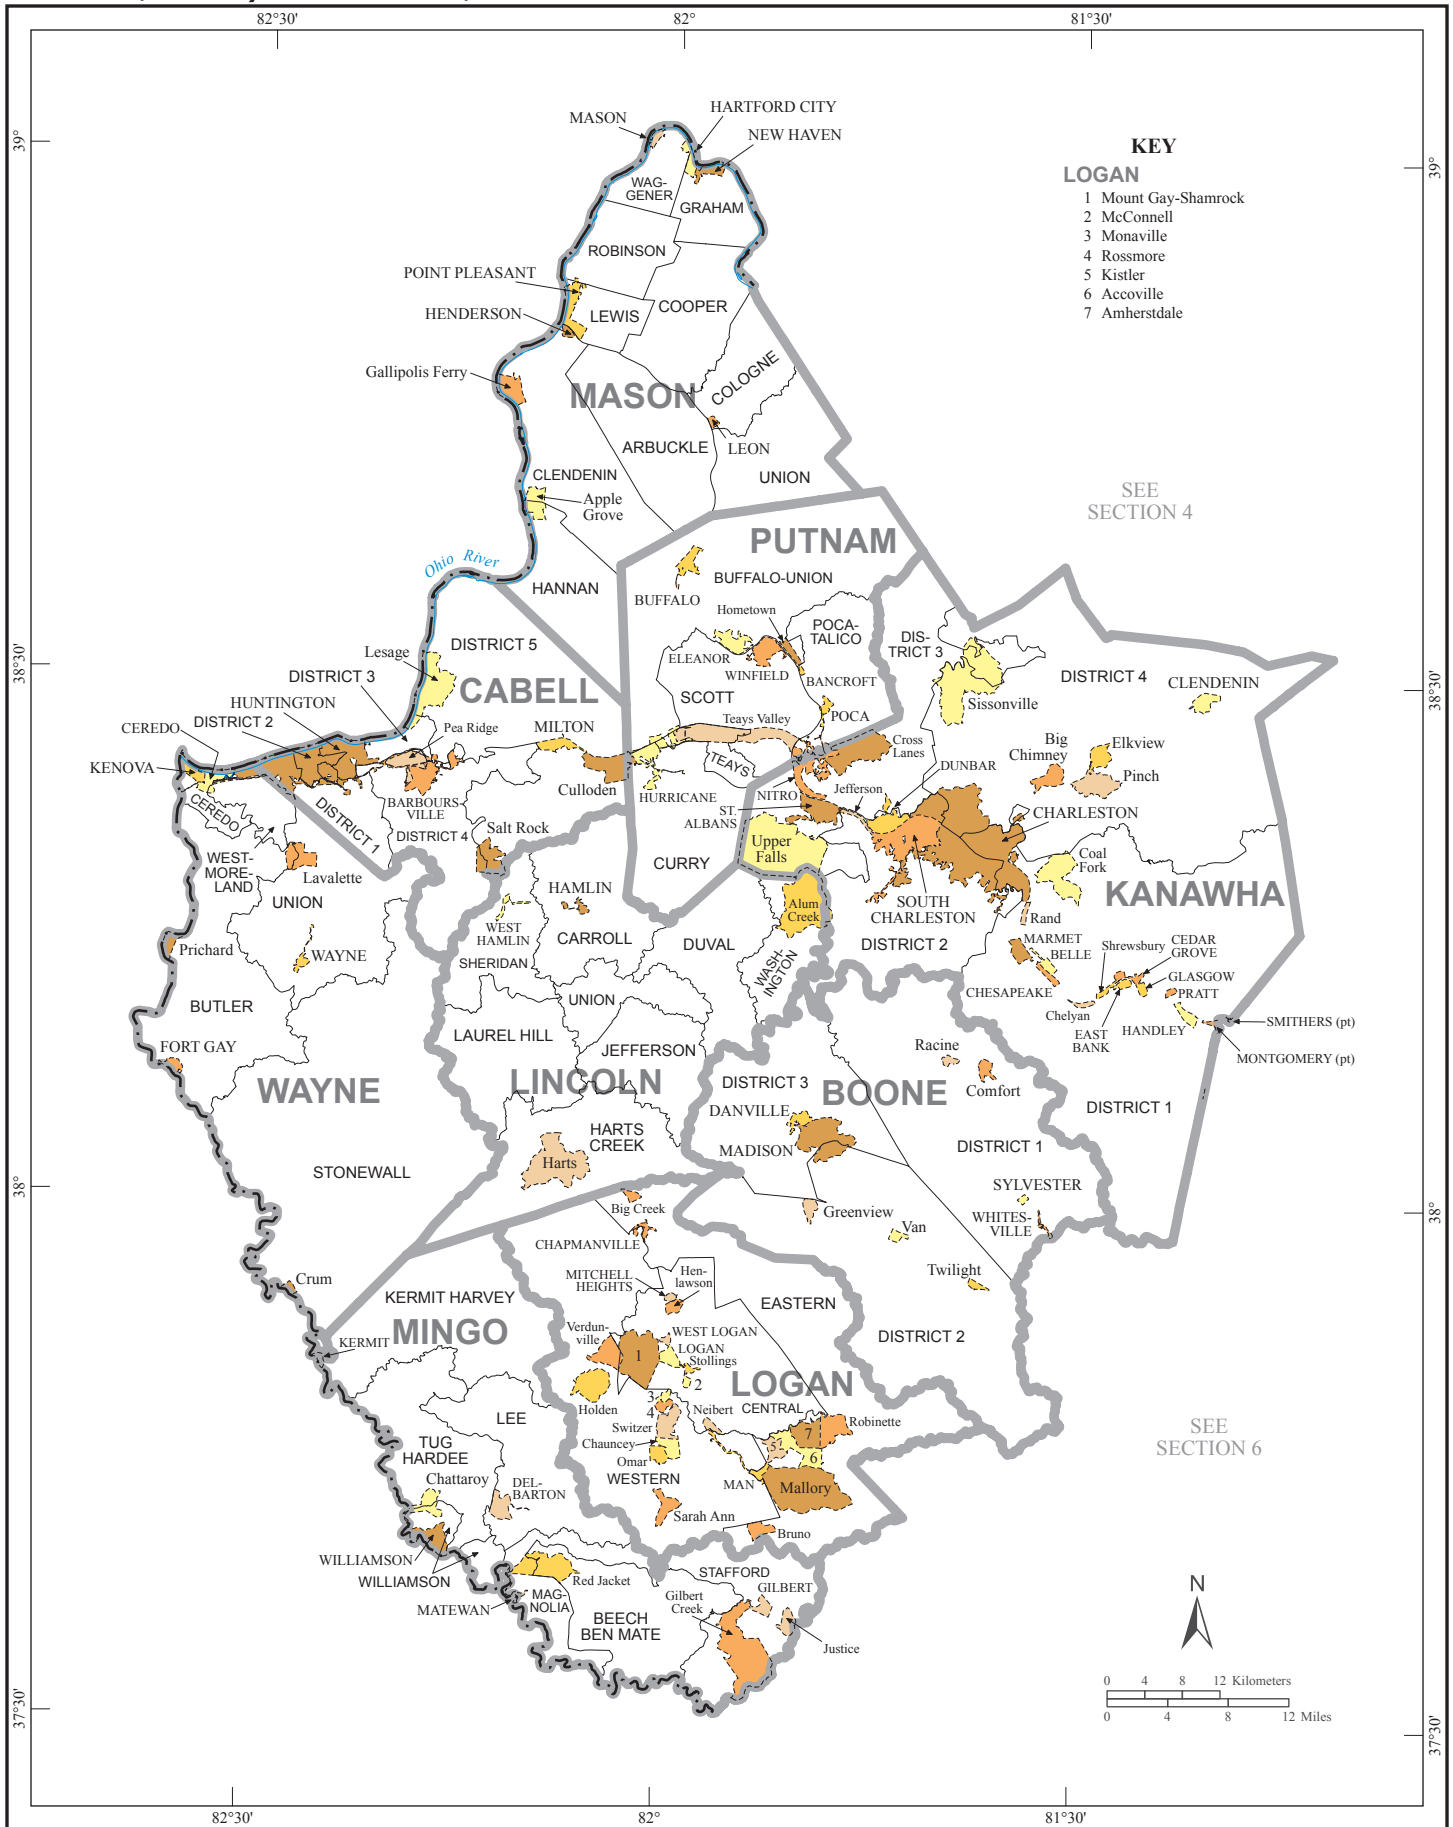 82°30'
82°
81°30'
39°
39°
38°30'
38°30'
38°
38°
37°30'
37°30'
82°30'
82°
81°30'
KEY
LOGAN
1 Mount Gay-Shamrock
2 McConnell
3 Monaville
4 Rossmore
5 Kistler
6 Accoville
7 Amherstdale
MASON
HARTFORD CITY
NEW HAVEN
WAG-
GENER
GRAHAM
ROBINSON
POINT PLEASANT
HENDERSON
LEWIS
COOPER
Gallipolis Ferry
MASON
COLOGNE
ARBUCKLE
LEON
CLENDENIN
UNION
Apple
Grove
SEE
SECTION 4
Ohio River
HANNAN
PUTNAM
BUFFALO-UNION
BUFFALO
Hometown
POCA-
TALICO
ELEANOR
WINFIELD
BANCROFT
SCOTT
Teays Valley
POCA
TEAYS
HURRICANE
CURRY
DISTRICT 5
Lesage
DISTRICT 3
CABELL
HUNTINGTON
DISTRICT 2
CEREDO
KENOVA
Pea Ridge
MILTON
Culloden
BARBOURS-
VILLE
DISTRICT 1
DISTRICT 4
Salt Rock
CEREDO
WEST-
MORE-
LAND
Lavalette
UNION
WAYNE
Prichard
BUTLER
FORT GAY
WAYNE
STONEWALL
Crum
DIS-
TRICT 3
DISTRICT 4
Sissonville
CLENDENIN
Cross
Lanes
Big
Chimney
Elkview
Pinch
DUNBAR
NITRO
Jefferson
ST.
ALBANS
CHARLESTON
Upper
Falls
Coal
Fork
KANAWHA
SOUTH
CHARLESTON
Rand
DISTRICT 2
MARMET
BELLE
Shrewsbury
CEDAR
GROVE
GLASGOW
PRATT
CHESAPEAKE
Chelyan
EAST
BANK
HANDLEY
SMITHERS (pt)
MONTGOMERY (pt)
DISTRICT 1
HAMLIN
WEST
HAMLIN
CARROLL
SHERIDAN
DUVAL
Alum
Creek
WASH-
INGTON
UNION
LAUREL HILL
JEFFERSON
LINCOLN
HARTS
CREEK
Harts
Racine
Comfort
DISTRICT 3
BOONE
DANVILLE
MADISON
DISTRICT 1
SYLVESTER
WHITES-
VILLE
Greenview
Van
Twilight
DISTRICT 2
Big Creek
CHAPMANVILLE
MITCHELL
HEIGHTS
Hen-
lawson
EASTERN
Verdun-
ville
WEST LOGAN
LOGAN
Stollings
1
2
LOGAN
Holden
3
4
Neibert
CENTRAL
Switzer
Robinette
7
5
6
Chauncey
Omar
WESTERN
MAN
Mallory
Sarah Ann
Bruno
KERMIT HARVEY
MINGO
KERMIT
LEE
TUG
HARDEE
Chattaroy
DEL-
BARTON
WILLIAMSON
WILLIAMSON
Red Jacket
MATEWAN
MAG-
NOLIA
BEECH
BEN MATE
STAFFORD
Gilbert
Creek
GILBERT
Justice
SEE
SECTION 6
N
0 4 8 12 Kilometers
0 4 8 12 Miles